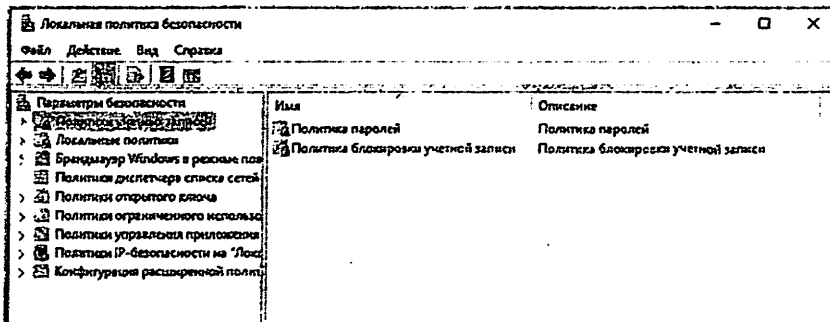 Локальная политика безопасности
Файл Действие Вид Справка
Параметры безопасности
Политики учетных записей
Локальные политики
Брандмауэр Windows в режиме пов
Политики диспетчера списка сетей
Политики открытого ключа
Политики ограниченного использо
Политики управления приложения
Политики IP-безопасности на "Лока
Конфигурация расширенной полит
Имя Описание
Политика паролей Политика паролей
Политика блокировки учетной записи Политика блокировки учетной записи